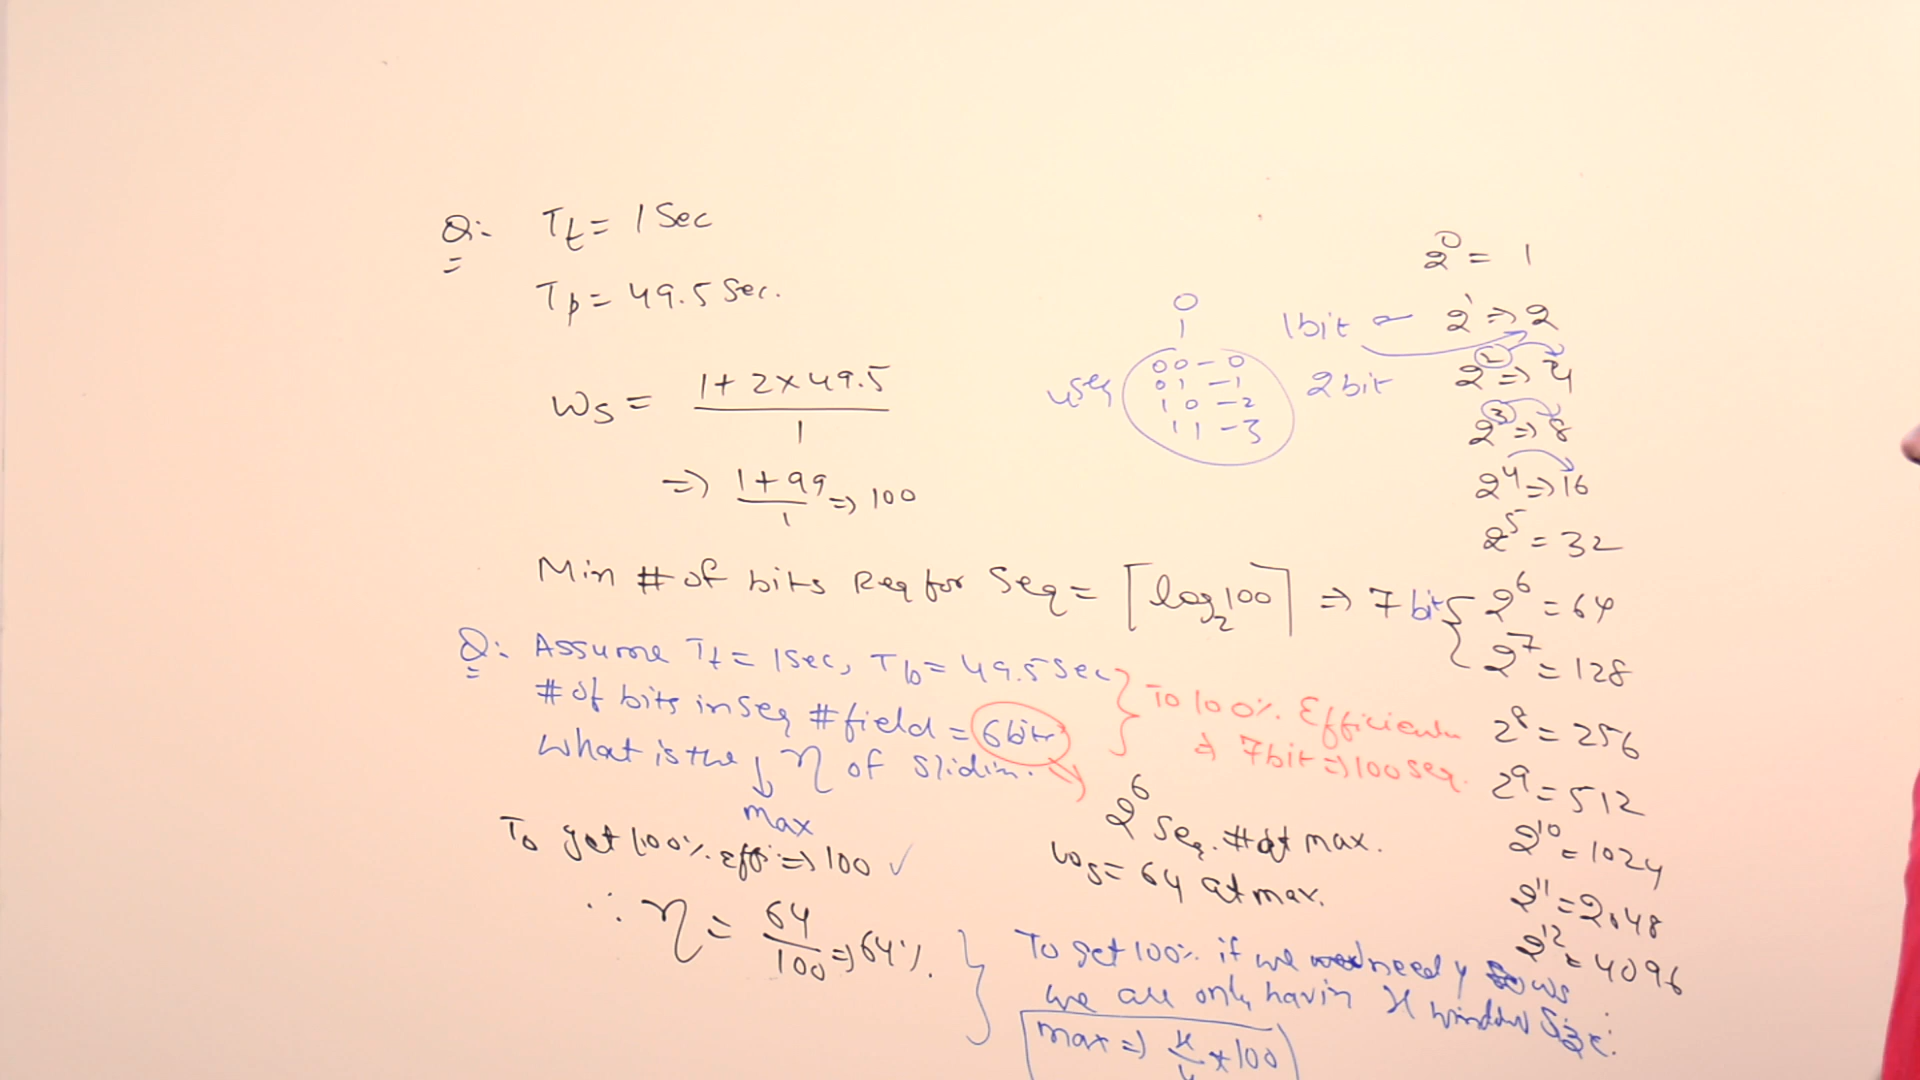 Q:- Tt = 1 Sec
Tp = 49.5 Sec.
Ws = 1 + 2 x 49.5 / 1
=> 1 + 99 / 1 => 100
Min # of bits Req for Seq = ⌈log₂100⌉ => 7 bit
0
1
00 - 0
01 - 1
10 - 2
11 - 3
1bit
2 bit
2⁰ = 1
2¹ => 2
2² => 4
2³ => 8
2⁴ => 16
2⁵ = 32
2⁶ = 64
2⁷ = 128
2⁸ = 256
2⁹ = 512
2¹⁰ = 1024
2¹¹ = 2048
2¹² = 4096
Q:- Assume Tt = 1sec, Tp = 49.5 Sec
# of bits in seq # field = 6 bits
What is the η of Slidin.
max
To 100%. Efficient
=> 7bit => 100 seq.
2⁶ Seq. # at max.
Ws = 64 at max.
To get 100%. effi => 100 ✓
∴ η = 64 / 100 => 64%.
To get 100%. if we need y ws
we are only havin x window Size.
max => x / y * 100